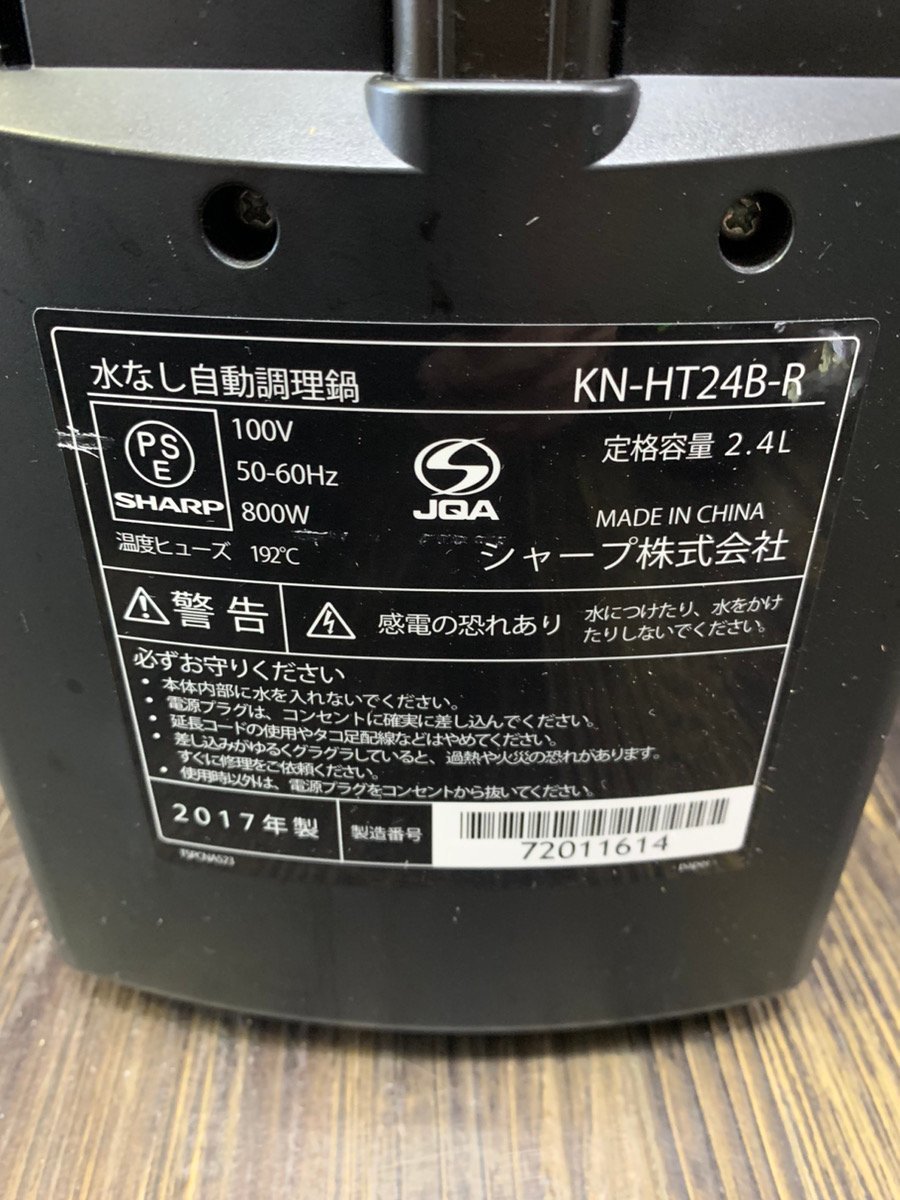 水なし自動調理鍋 KN-HT24B-R
PS
E
SHARP
100V
50-60Hz
800W
JQA
定格容量 2.4L
MADE IN CHINA
温度ヒューズ 192℃
シャープ株式会社
警告
感電の恐れあり
水につけたり、水をかけ
たりしないでください。
必ずお守りください
• 本体内部に水を入れないでください。
• 電源プラグは、コンセントに確実に差し込んでください。
• 延長コードの使用やタコ足配線などはやめてください。
• 差し込みがゆるくグラグラしていると、過熱や火災の恐れがあります。
すぐに修理をご依頼ください。
• 使用時以外は、電源プラグをコンセントから抜いてください。
2017年製
製造番号
72011614